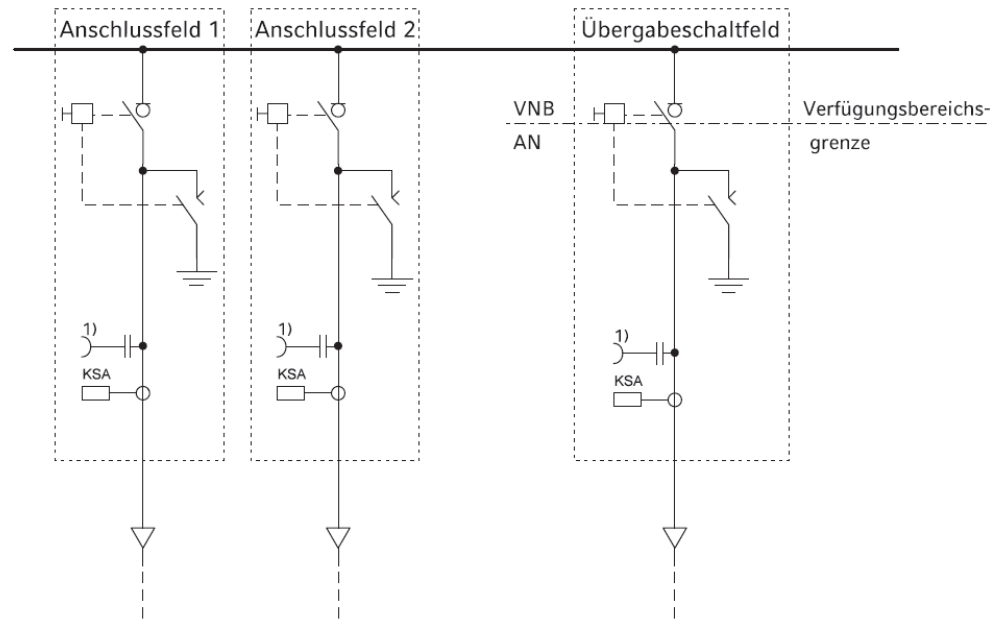 Anschlussfeld 1
Anschlussfeld 2
Übergabeschaltfeld
VNB
Verfügungsbereichs-
AN
grenze
1)
1)
1)
KSA
KSA
KSA